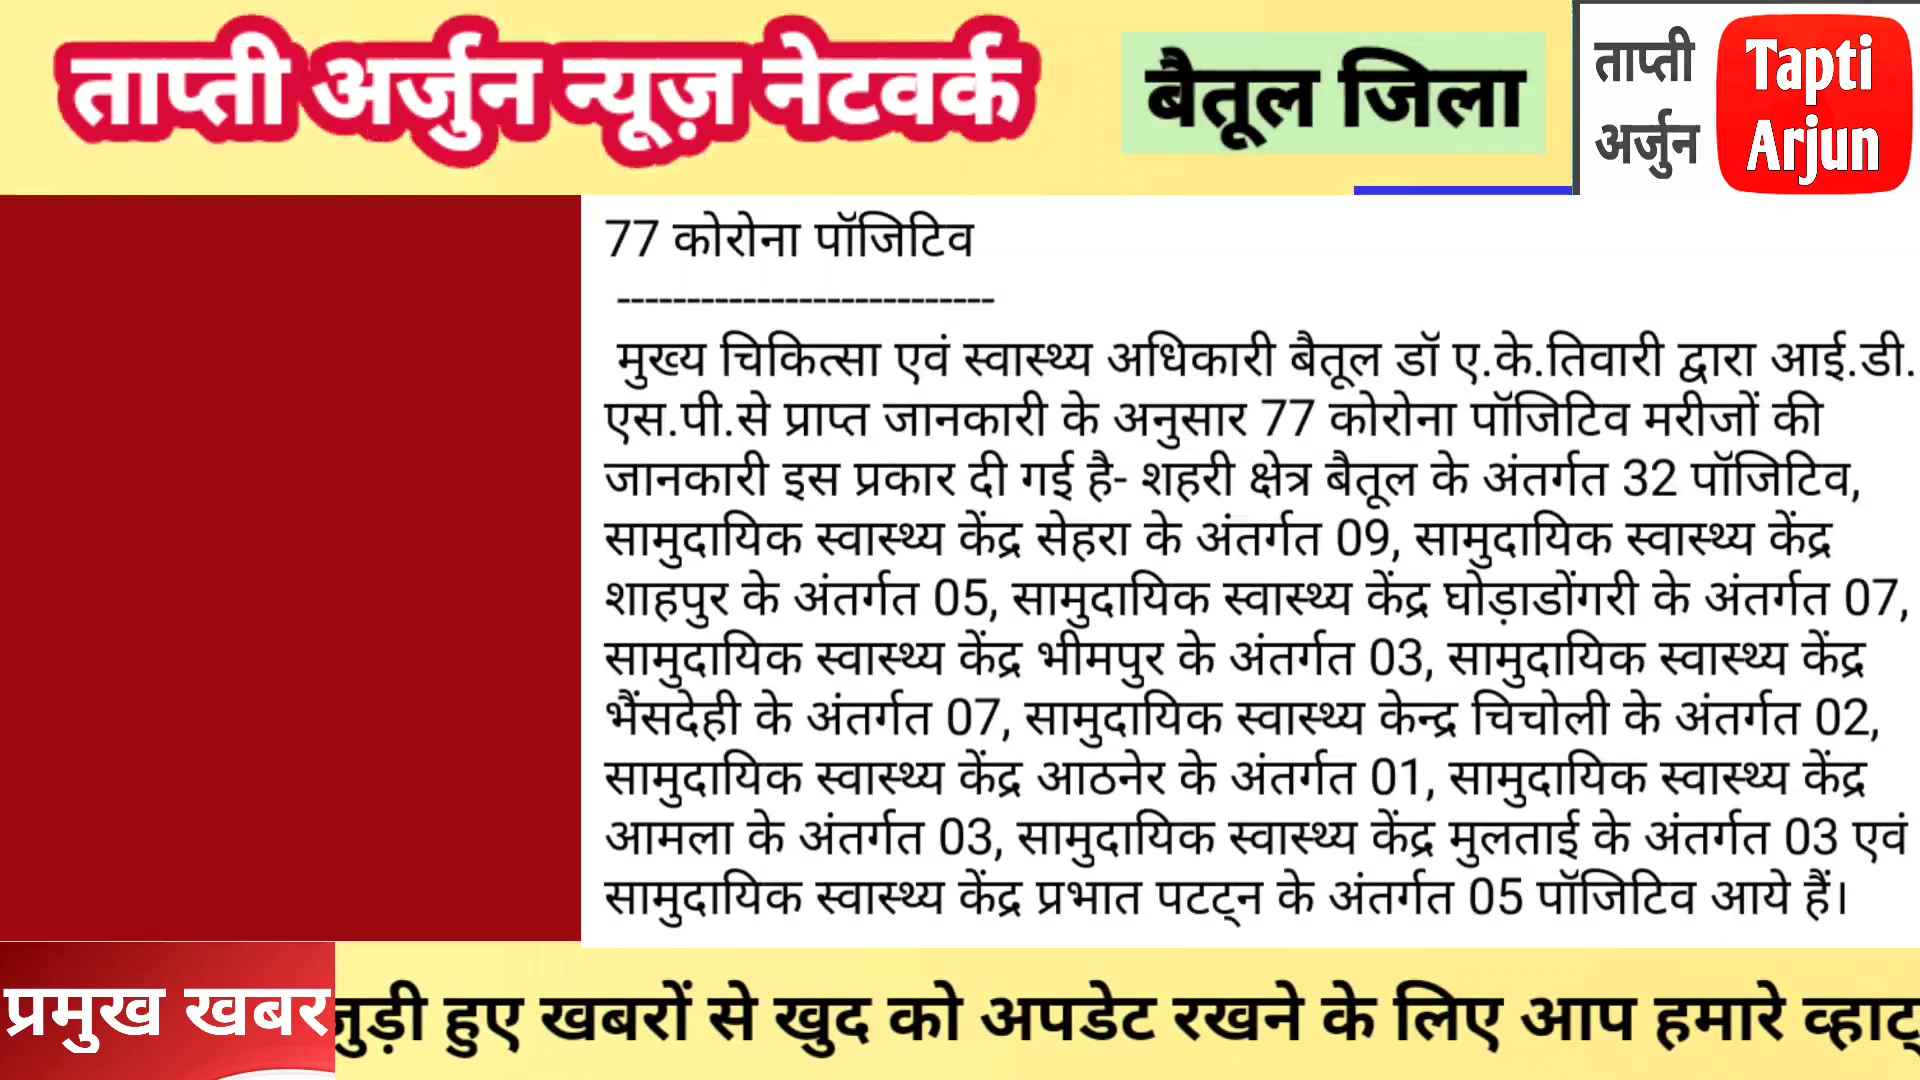 ताप्ती अर्जुन न्यूज़ नेटवर्क
बैतूल जिला
ताप्ती
अर्जुन
Tapti
Arjun
77 कोरोना पॉजिटिव
---------------------------
मुख्य चिकित्सा एवं स्वास्थ्य अधिकारी बैतूल डॉ ए.के.तिवारी द्वारा आई.डी.
एस.पी.से प्राप्त जानकारी के अनुसार 77 कोरोना पॉजिटिव मरीजों की
जानकारी इस प्रकार दी गई है- शहरी क्षेत्र बैतूल के अंतर्गत 32 पॉजिटिव,
सामुदायिक स्वास्थ्य केंद्र सेहरा के अंतर्गत 09, सामुदायिक स्वास्थ्य केंद्र
शाहपुर के अंतर्गत 05, सामुदायिक स्वास्थ्य केंद्र घोड़ाडोंगरी के अंतर्गत 07,
सामुदायिक स्वास्थ्य केंद्र भीमपुर के अंतर्गत 03, सामुदायिक स्वास्थ्य केंद्र
भैंसदेही के अंतर्गत 07, सामुदायिक स्वास्थ्य केन्द्र चिचोली के अंतर्गत 02,
सामुदायिक स्वास्थ्य केंद्र आठनेर के अंतर्गत 01, सामुदायिक स्वास्थ्य केंद्र
आमला के अंतर्गत 03, सामुदायिक स्वास्थ्य केंद्र मुलताई के अंतर्गत 03 एवं
सामुदायिक स्वास्थ्य केंद्र प्रभात पटट्न के अंतर्गत 05 पॉजिटिव आये हैं।
प्रमुख खबर
जुड़ी हुए खबरों से खुद को अपडेट रखने के लिए आप हमारे व्हाट्